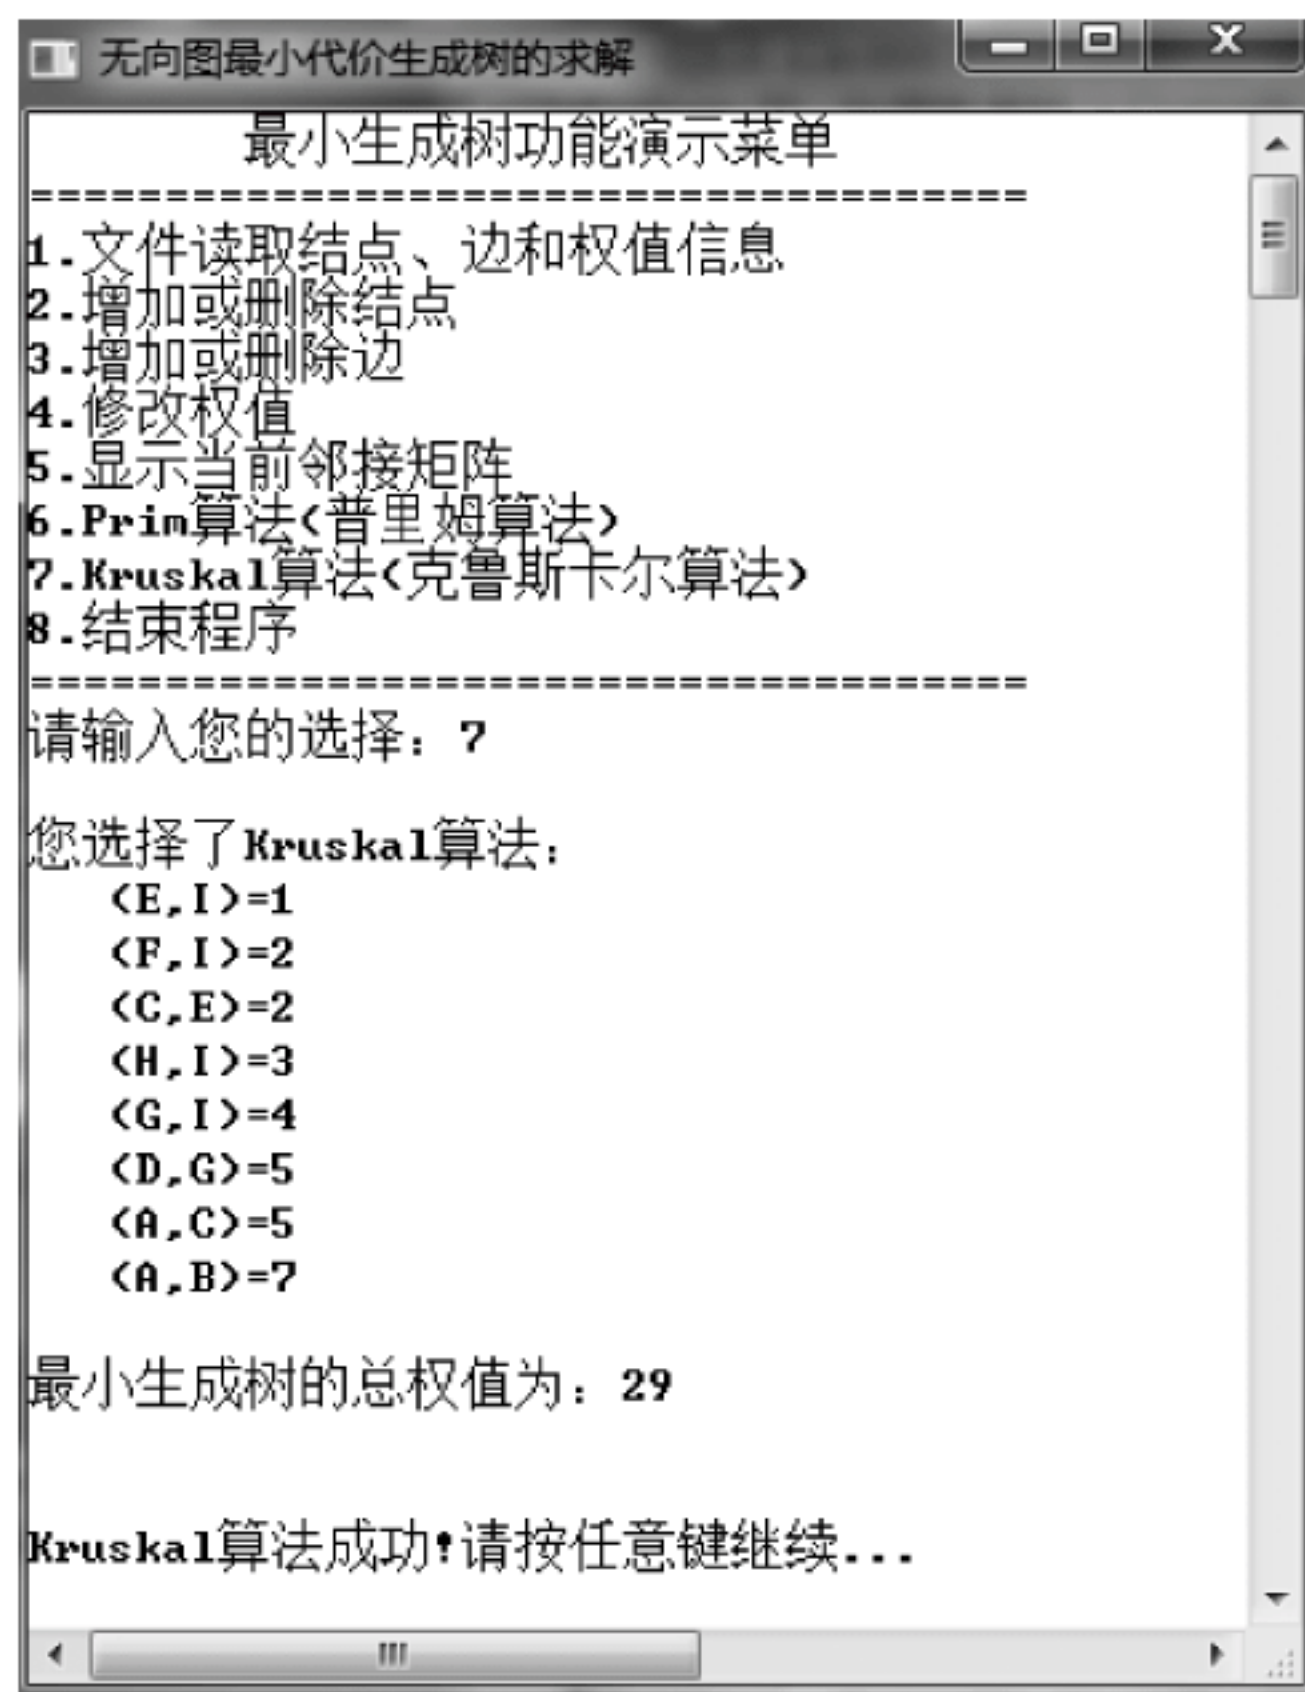 无向图最小代价生成树的求解
最小生成树功能演示菜单
=====================================
1.文件读取结点、边和权值信息
2.增加或删除结点
3.增加或删除边
4.修改权值
5.显示当前邻接矩阵
6.Prim算法(普里姆算法)
7.Kruskal算法(克鲁斯卡尔算法)
8.结束程序
=====================================
请输入您的选择：7
您选择了Kruskal算法：
(E,I)=1
(F,I)=2
(C,E)=2
(H,I)=3
(G,I)=4
(D,G)=5
(A,C)=5
(A,B)=7
最小生成树的总权值为：29
Kruskal算法成功!请按任意键继续...